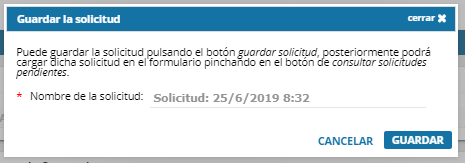 Guardar la solicitud
cerrar ✖
Puede guardar la solicitud pulsando el botón guardar solicitud, posteriormente podrá
cargar dicha solicitud en el formulario pinchando en el botón de consultar solicitudes
pendientes.
* Nombre de la solicitud: Solicitud: 25/6/2019 8:32
CANCELAR GUARDAR